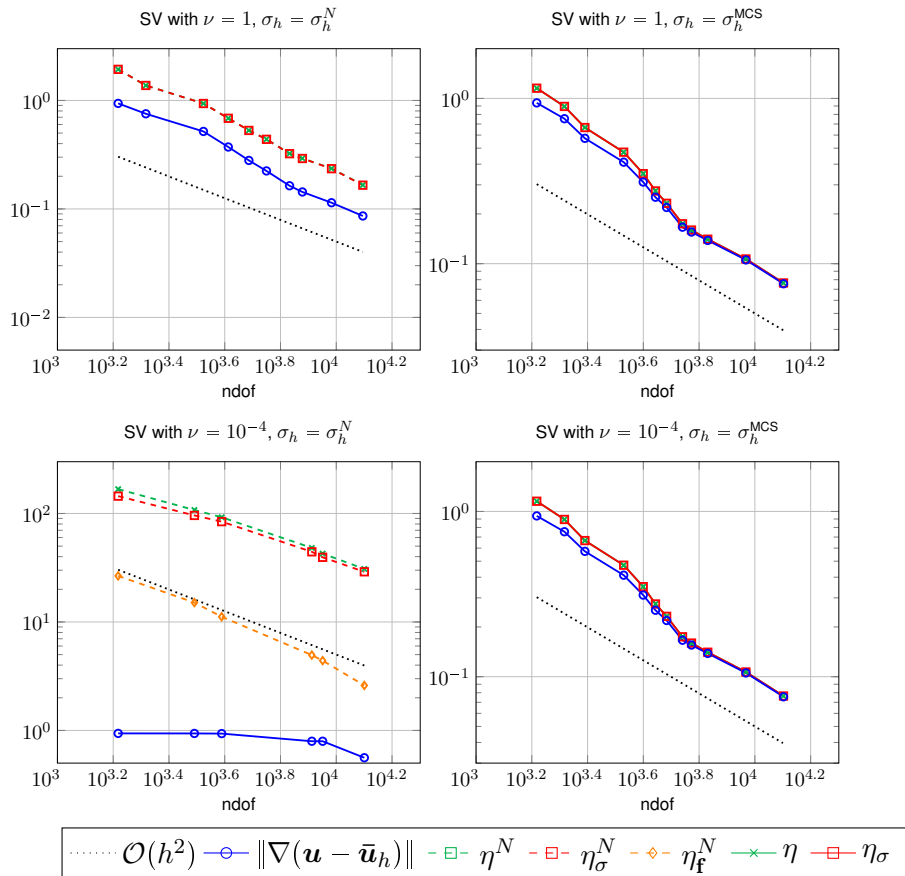 SV with ν = 1, σ_h = σ_h^N
10^0
10^−1
10^−2
10^3 10^3.2 10^3.4 10^3.6 10^3.8 10^4 10^4.2
ndof
SV with ν = 1, σ_h = σ_h^MCS
10^0
10^−1
10^3 10^3.2 10^3.4 10^3.6 10^3.8 10^4 10^4.2
ndof
SV with ν = 10^−4, σ_h = σ_h^N
10^2
10^1
10^0
10^3 10^3.2 10^3.4 10^3.6 10^3.8 10^4 10^4.2
ndof
SV with ν = 10^−4, σ_h = σ_h^MCS
10^0
10^−1
10^3 10^3.2 10^3.4 10^3.6 10^3.8 10^4 10^4.2
ndof
O(h^2) ‖∇(u − ū_h)‖ η^N η_σ^N η_f^N η η_σ